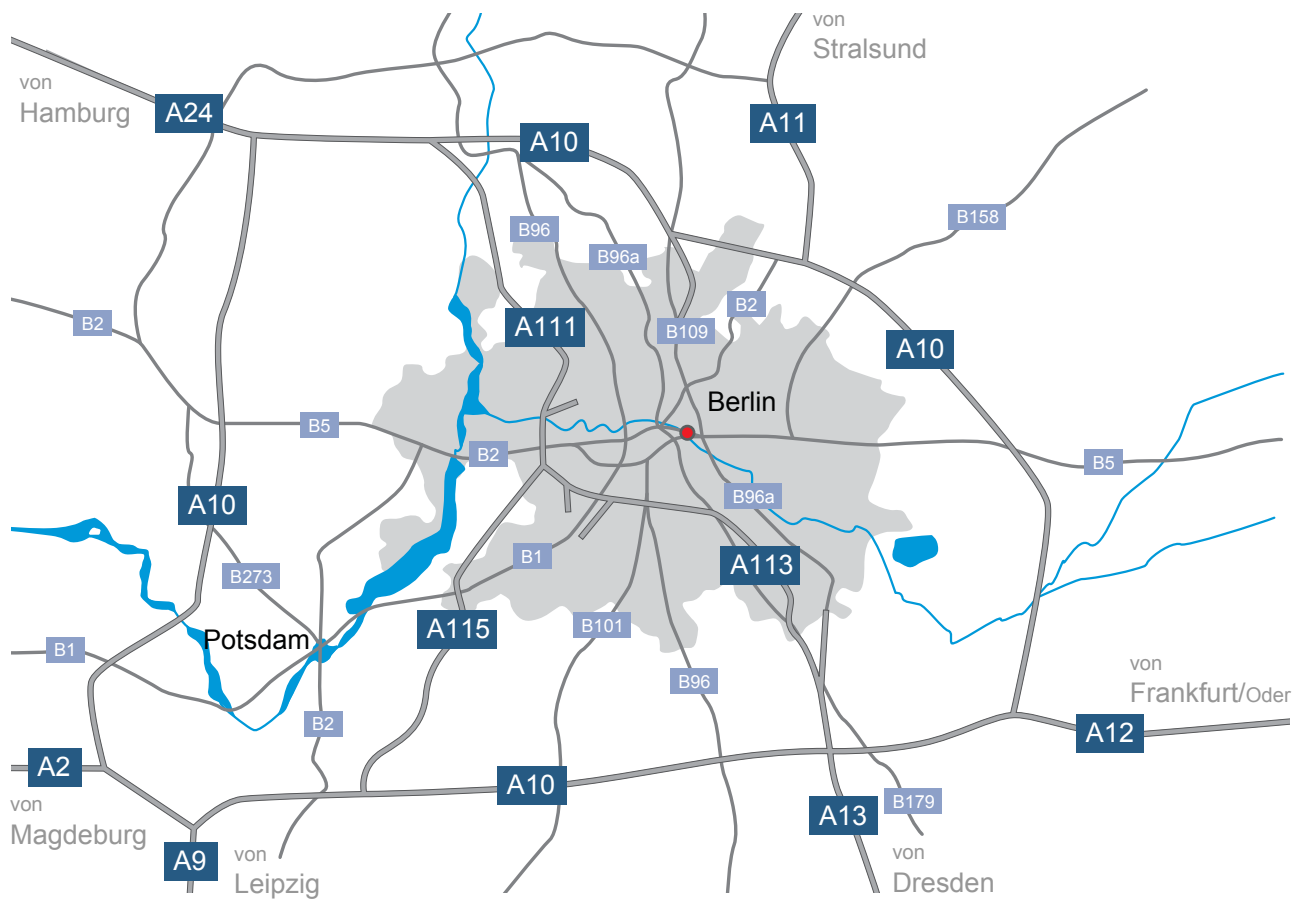 von
Stralsund
von
Hamburg
A24
A11
A10
B158
B96
B96a
B2
B2
A111
B109
A10
Berlin
B5
B2
B5
A10
B96a
B1
A113
B273
B101
A115
Potsdam
B1
von
Frankfurt/Oder
B96
B2
A12
A2
A10
von
Magdeburg
B179
A13
A9
von
Leipzig
von
Dresden